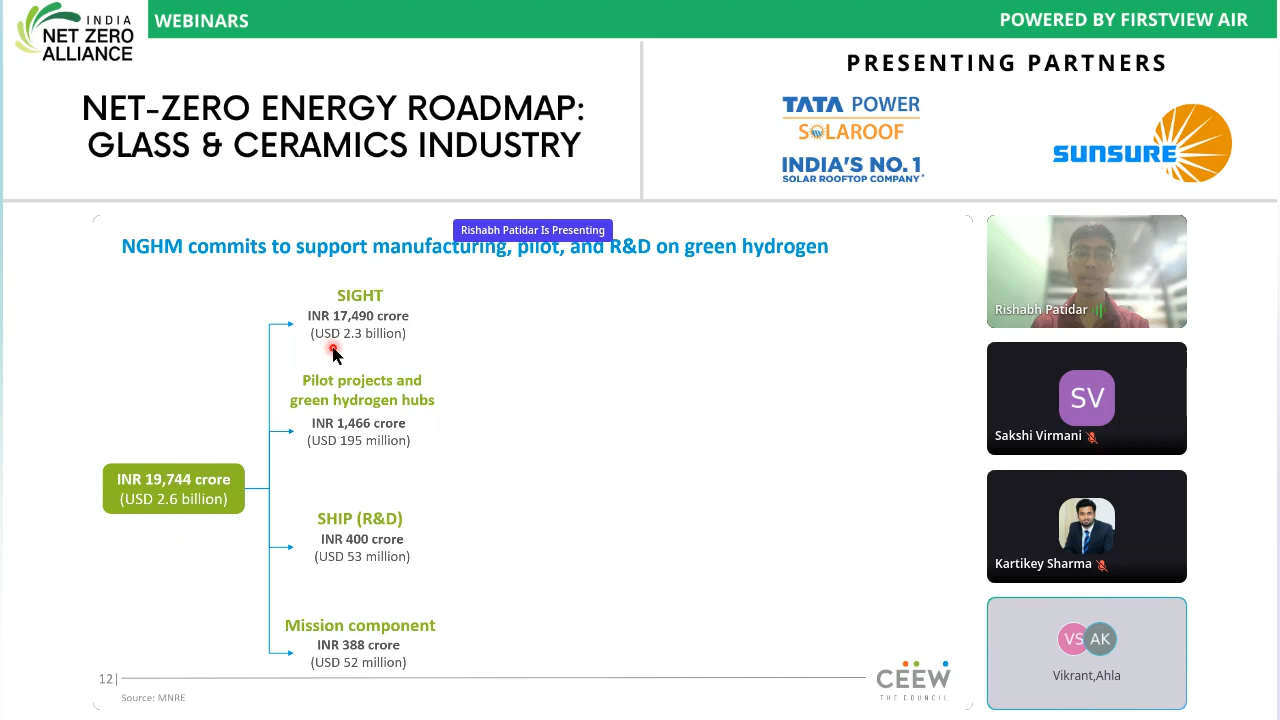 INDIA
NET ZERO
ALLIANCE
WEBINARS
POWERED BY FIRSTVIEW AIR
NET-ZERO ENERGY ROADMAP:
GLASS & CERAMICS INDUSTRY
PRESENTING PARTNERS
TATA POWER
SOLAROOF
INDIA'S NO. 1
SOLAR ROOFTOP COMPANY*
SUNSURE
Rishabh Patidar Is Presenting
NGHM commits to support manufacturing, pilot, and R&D on green hydrogen
SIGHT
INR 17,490 crore
(USD 2.3 billion)
Pilot projects and
green hydrogen hubs
INR 1,466 crore
(USD 195 million)
INR 19,744 crore
(USD 2.6 billion)
SHIP (R&D)
INR 400 crore
(USD 53 million)
Mission component
INR 388 crore
(USD 52 million)
12|
Source: MNRE
CEEW
THE COUNCIL
Rishabh Patidar
SV
Sakshi Virmani
Kartikey Sharma
VS AK
Vikrant,Ahla